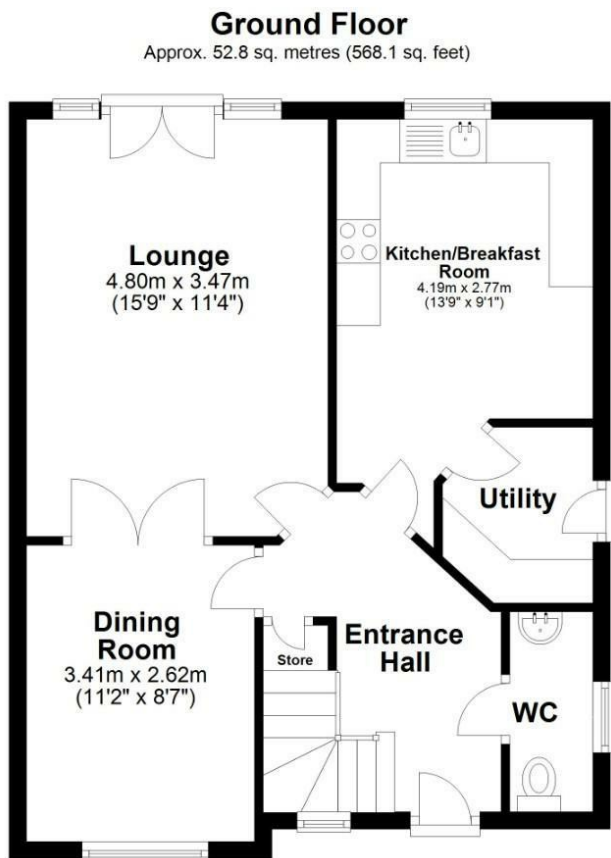 Ground Floor
Approx. 52.8 sq. metres (568.1 sq. feet)
Lounge
4.80m x 3.47m
(15'9" x 11'4")
Kitchen/Breakfast
Room
4.19m x 2.77m
(13'9" x 9'1")
Utility
Dining
Room
3.41m x 2.62m
(11'2" x 8'7")
Store
Entrance
Hall
WC